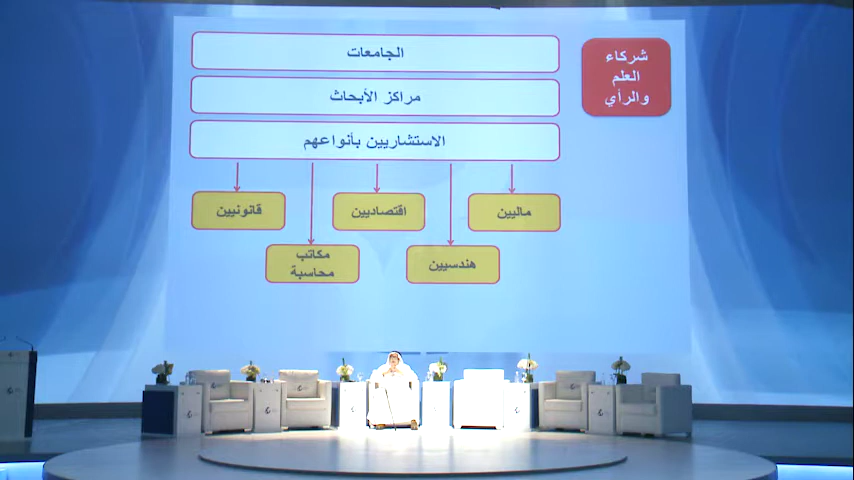 الجامعات
شركاء
العلم
والرأي
مراكز الأبحاث
الاستشاريين بأنواعهم
ماليين
اقتصاديين
قانونيين
هندسيين
مكاتب
محاسبة